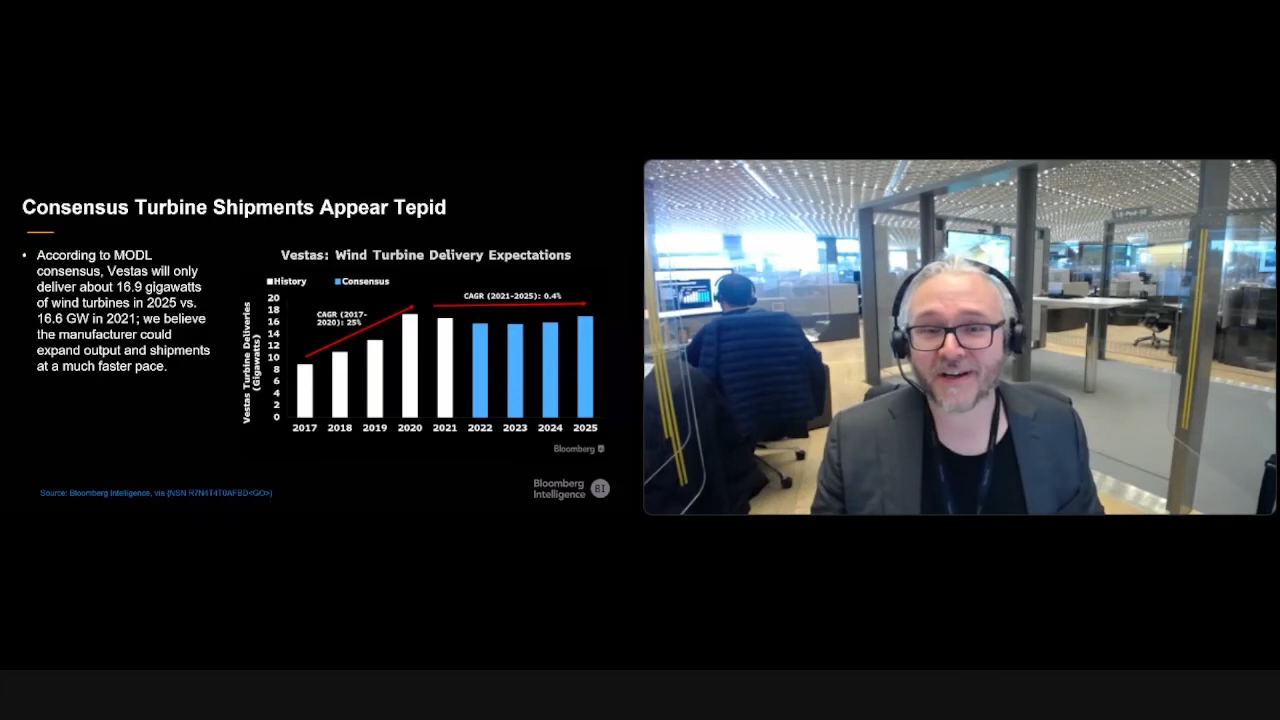 Consensus Turbine Shipments Appear Tepid
• According to MODL
consensus, Vestas will only
deliver about 16.9 gigawatts
of wind turbines in 2025 vs.
16.6 GW in 2021; we believe
the manufacturer could
expand output and shipments
at a much faster pace.
Vestas: Wind Turbine Delivery Expectations
History
Consensus
CAGR (2017-
2020): 25%
CAGR (2021-2025): 0.4%
Vestas Turbine Deliveries
(Gigawatts)
20
18
16
14
12
10
8
6
4
2
0
2017 2018 2019 2020 2021 2022 2023 2024 2025
Bloomberg
Bloomberg
Intelligence BI
Source: Bloomberg Intelligence, via